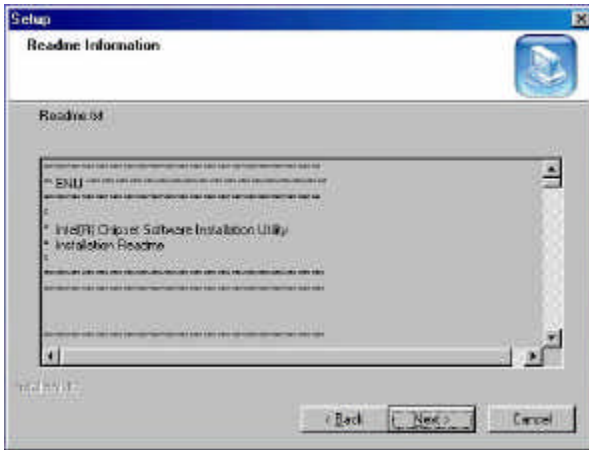 Setup
Readme Information
Readme.txt
** ENU **************************************************
* Intel(R) Chipset Software Installation Utility
* Installation Readme
< Back
Next >
Cancel